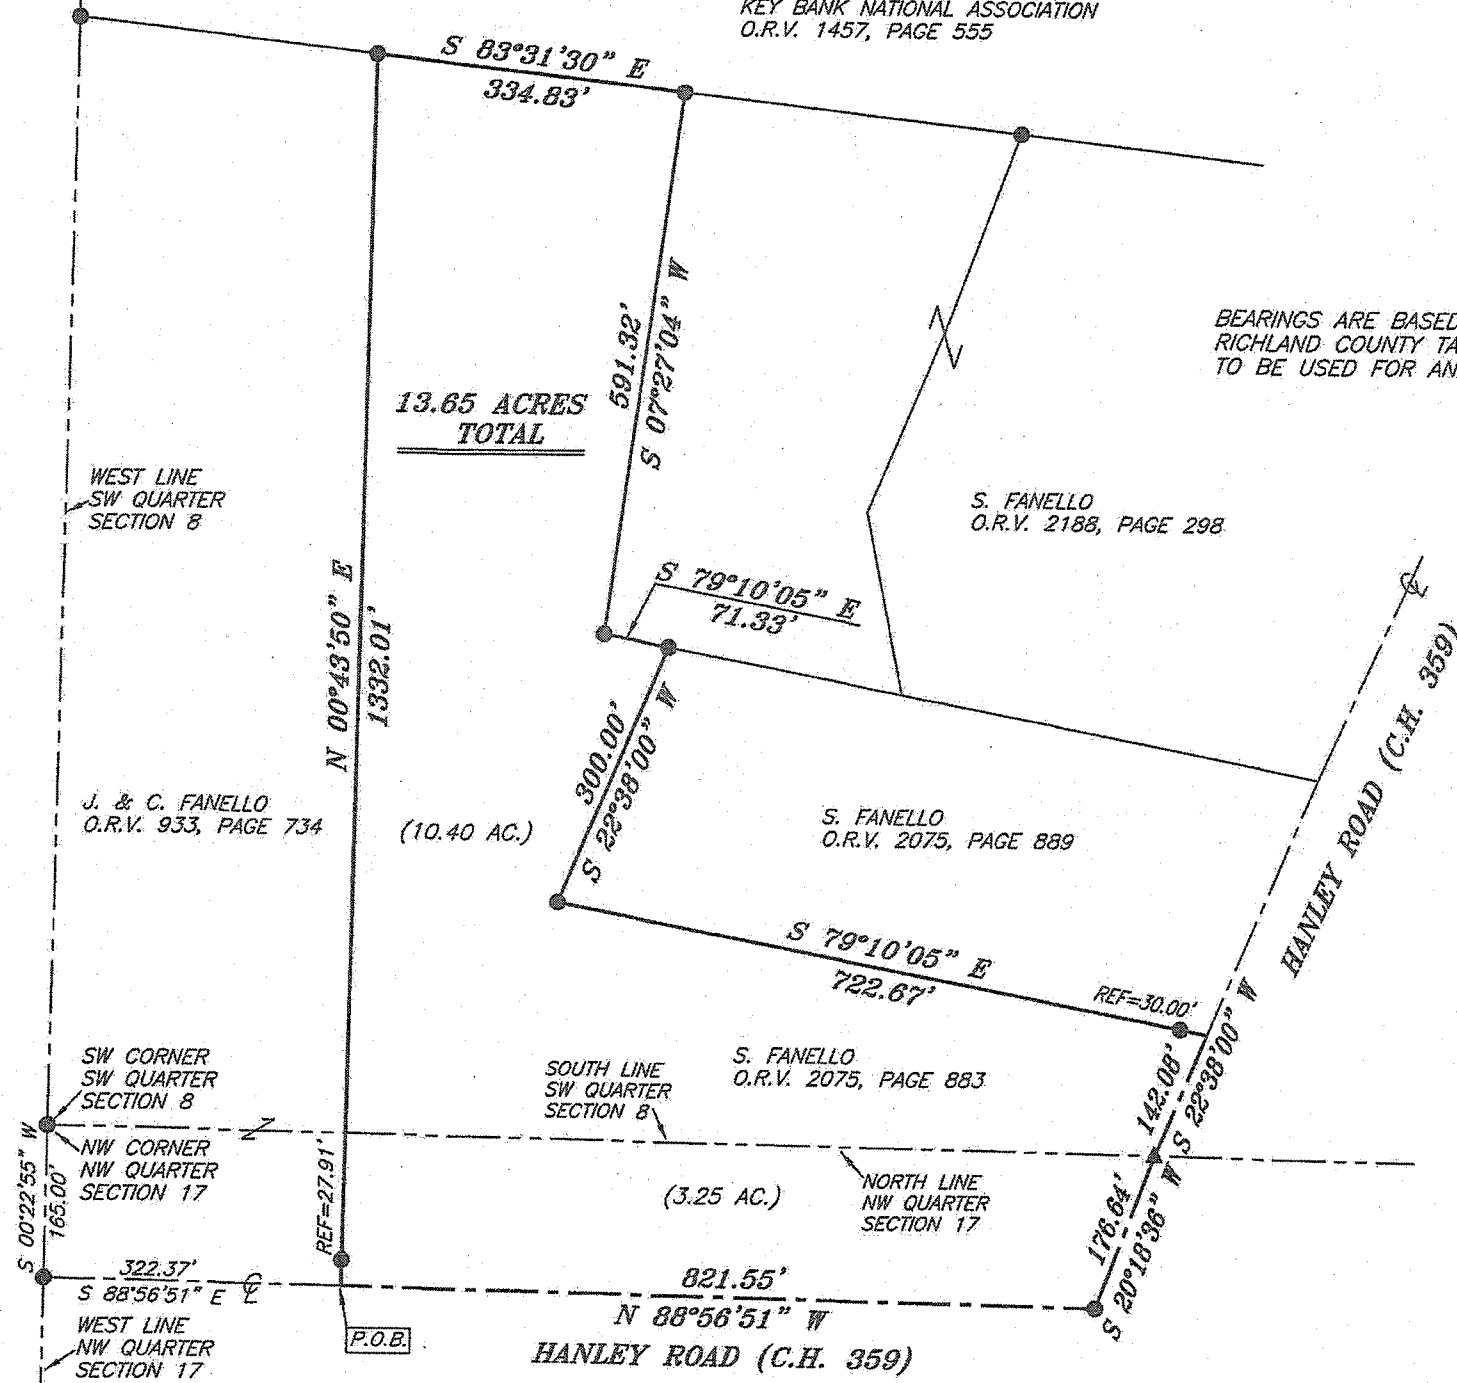 KEY BANK NATIONAL ASSOCIATION
O.R.V. 1457, PAGE 555
S 83°31'30" E
334.83'
591.32'
S 07°27'04" W
BEARINGS ARE BASED
RICHLAND COUNTY TA
TO BE USED FOR AN
13.65 ACRES
TOTAL
WEST LINE
SW QUARTER
SECTION 8
S. FANELLO
O.R.V. 2188, PAGE 298
S 79°10'05" E
71.33'
N 00°43'50" E
1332.01'
300.00'
S 22°38'00" W
J. & C. FANELLO
O.R.V. 933, PAGE 734
(10.40 AC.)
S. FANELLO
O.R.V. 2075, PAGE 889
HANLEY ROAD (C.H. 359)
S 79°10'05" E
722.67'
REF=30.00'
142.08'
S 22°38'00" W
SW CORNER
SW QUARTER
SECTION 8
SOUTH LINE
SW QUARTER
SECTION 8
S. FANELLO
O.R.V. 2075, PAGE 883
NW CORNER
NW QUARTER
SECTION 17
S 00°22'55" W
165.00'
REF=27.91'
(3.25 AC.)
NORTH LINE
NW QUARTER
SECTION 17
176.64'
S 20°18'36" W
322.37'
S 88°56'51" E
821.55'
N 88°56'51" W
WEST LINE
NW QUARTER
SECTION 17
P.O.B.
HANLEY ROAD (C.H. 359)